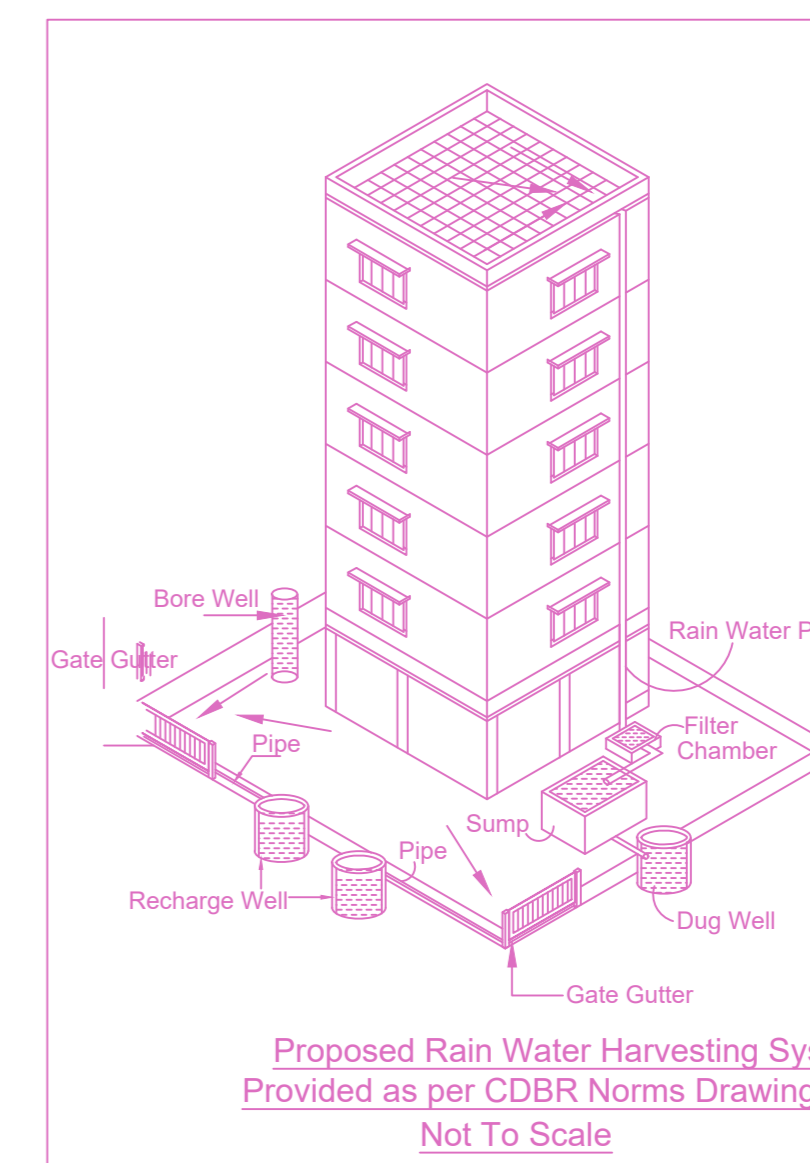 Bore Well
Rain Water P
Gate Gutter
Filter
Chamber
Pipe
Sump
Pipe
Recharge Well
Dug Well
Gate Gutter
Proposed Rain Water Harvesting Sys
Provided as per CDBR Norms Drawing
Not To Scale